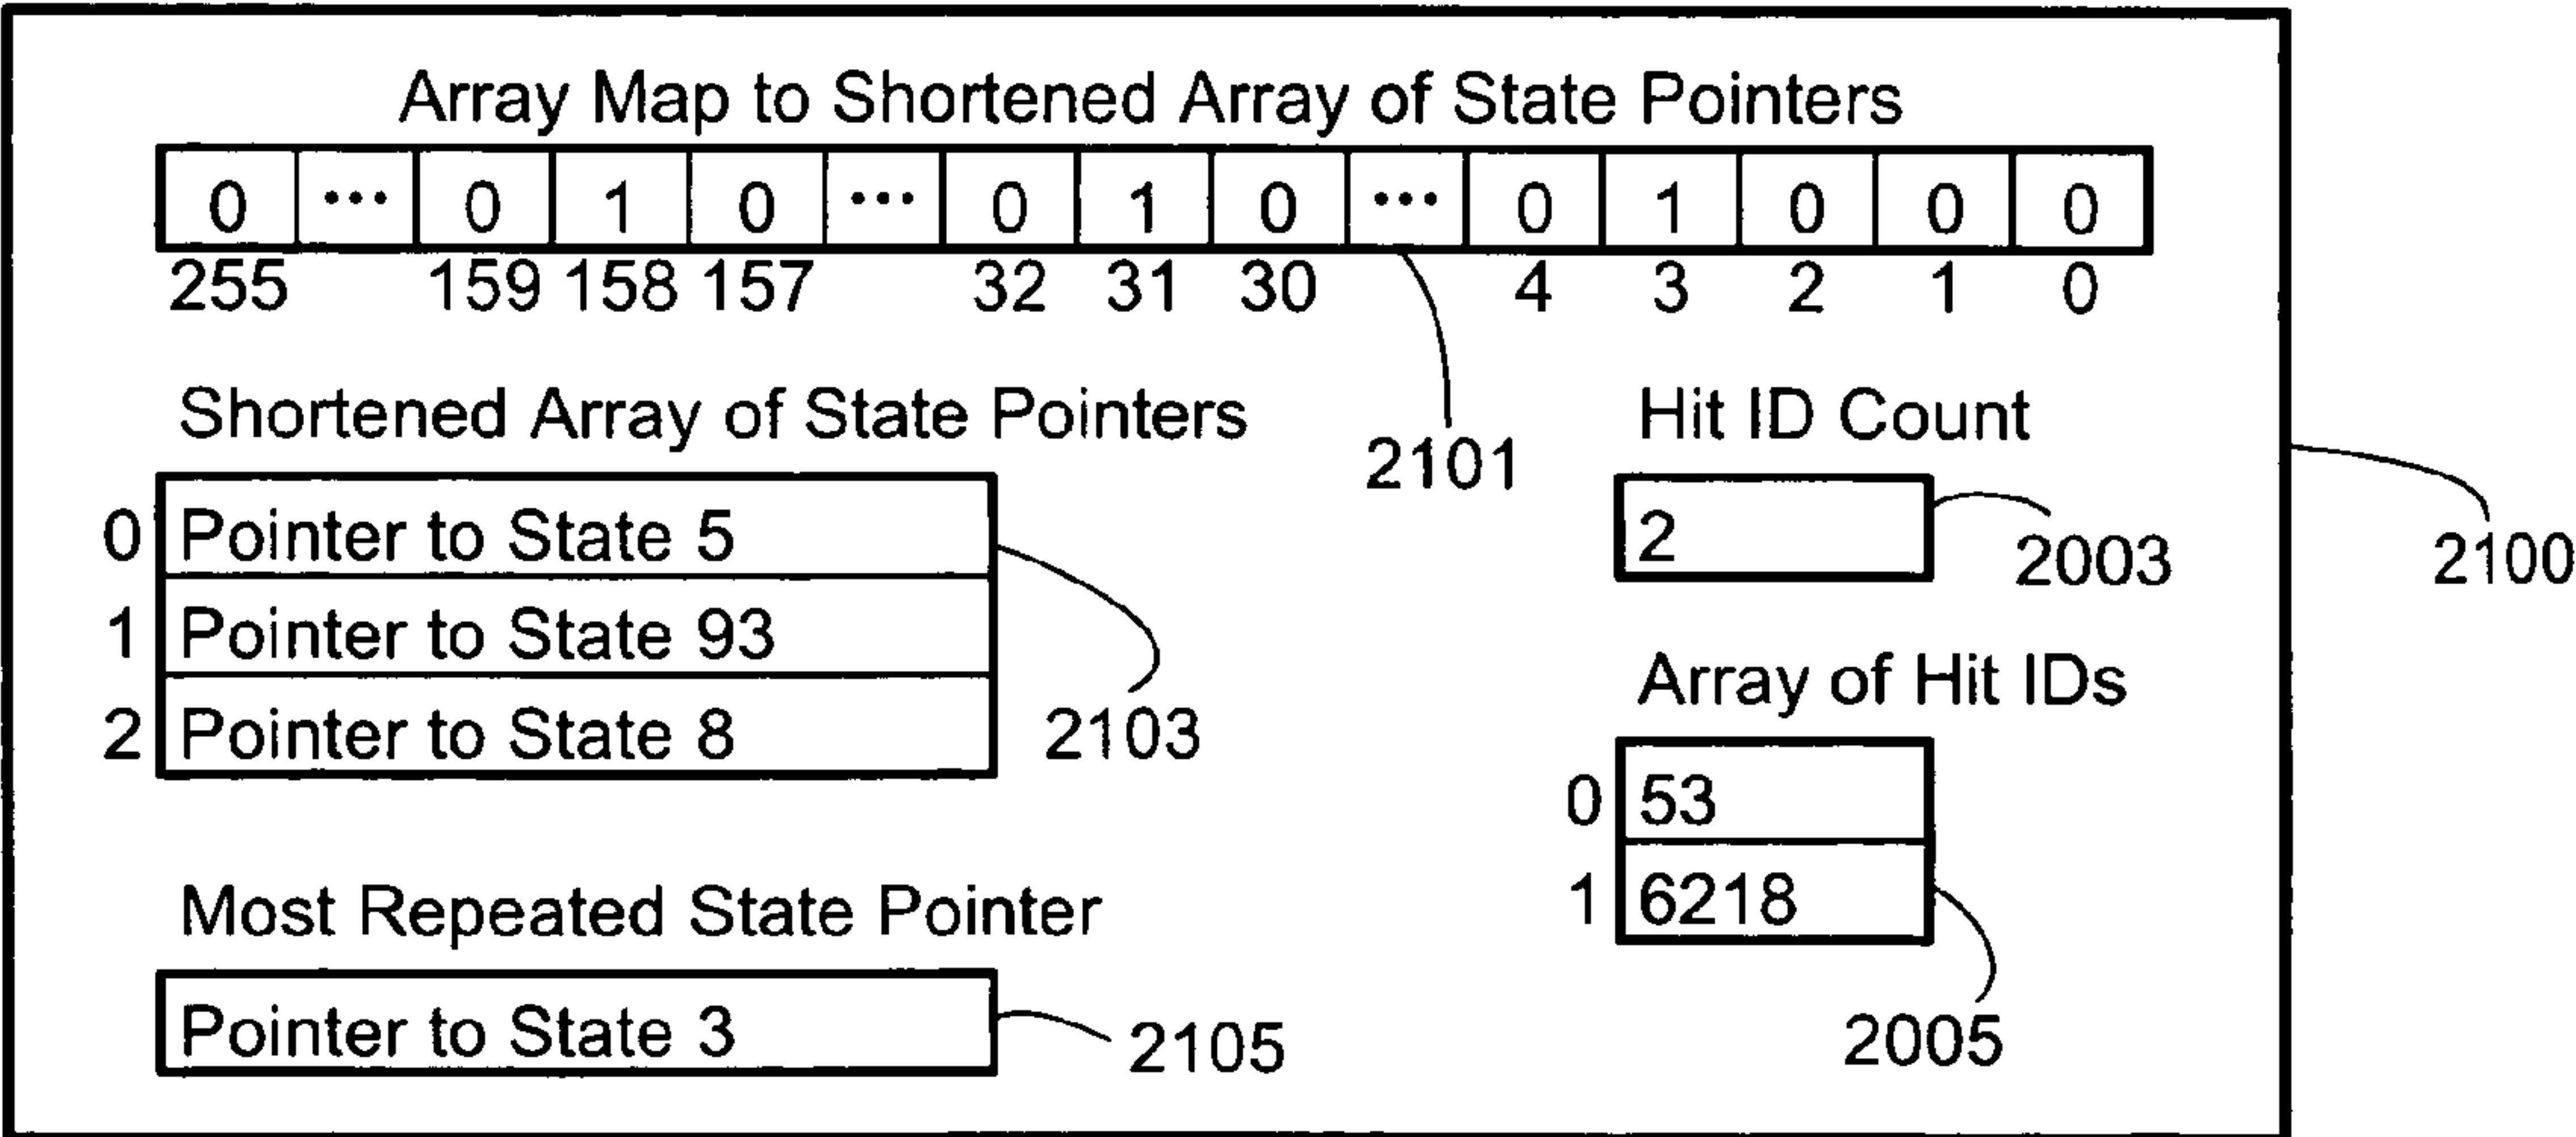 Array Map to Shortened Array of State Pointers
0 ... 0 1 0 ... 0 1 0 ... 0 1 0 0 0
255 159 158 157 32 31 30 4 3 2 1 0
2101
Shortened Array of State Pointers
0 Pointer to State 5
1 Pointer to State 93
2 Pointer to State 8
2103
Most Repeated State Pointer
Pointer to State 3
2105
Hit ID Count
2
2003
Array of Hit IDs
0 53
1 6218
2005
2100